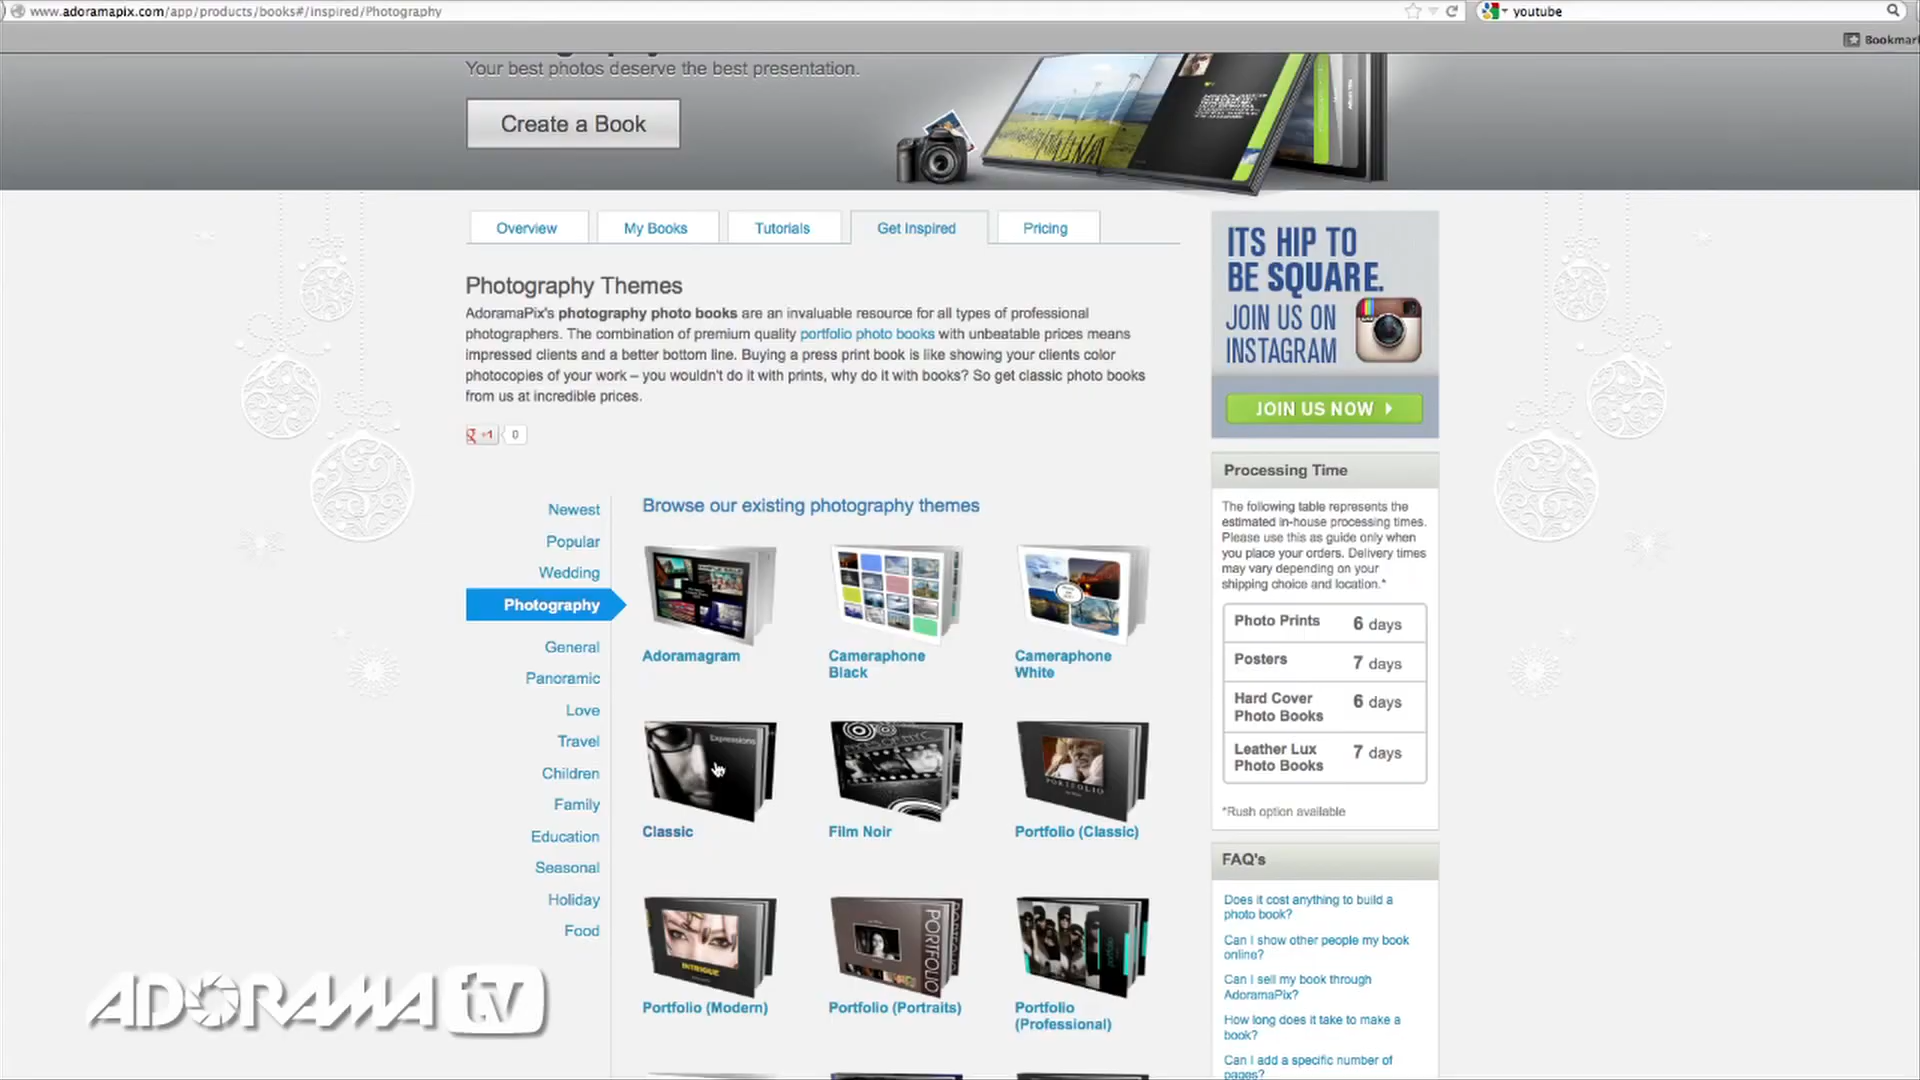 www.adoramapix.com/app/products/books#/inspired/Photography
youtube
Your best photos deserve the best presentation.
Create a Book
Overview
My Books
Tutorials
Get Inspired
Pricing
Photography Themes
AdoramaPix's photography photo books are an invaluable resource for all types of professional
photographers. The combination of premium quality portfolio photo books with unbeatable prices means
impressed clients and a better bottom line. Buying a press print book is like showing your clients color
photocopies of your work – you wouldn't do it with prints, why do it with books? So get classic photo books
from us at incredible prices.
+1
0
Newest
Popular
Wedding
Photography
General
Panoramic
Love
Travel
Children
Family
Education
Seasonal
Holiday
Food
Browse our existing photography themes
Adoramagram
Cameraphone
Black
Cameraphone
White
Expressions
Classic
Film Noir
PORTFOLIO
Portfolio (Classic)
INTRIGUE
Portfolio (Modern)
PORTFOLIO
Portfolio (Portraits)
Portfolio
(Professional)
ITS HIP TO
BE SQUARE.
JOIN US ON
INSTAGRAM
JOIN US NOW
Processing Time
The following table represents the
estimated in-house processing times.
Please use this as guide only when
you place your orders. Delivery times
may vary depending on your
shipping choice and location.*
Photo Prints 6 days
Posters 7 days
Hard Cover
Photo Books 6 days
Leather Lux
Photo Books 7 days
*Rush option available
FAQ's
Does it cost anything to build a
photo book?
Can I show other people my book
online?
Can I sell my book through
AdoramaPix?
How long does it take to make a
book?
Can I add a specific number of
pages?
ADORAMA tv